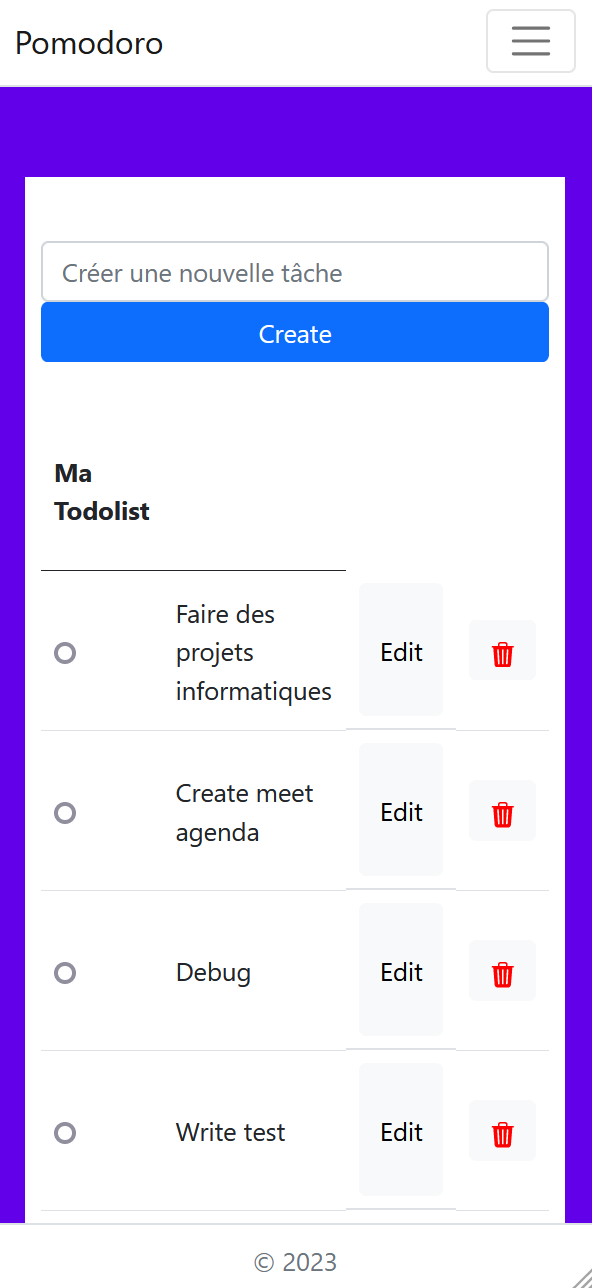 Pomodoro
Créer une nouvelle tâche
Create
Ma
Todolist
Faire des
projets
informatiques
Edit
Create meet
agenda
Edit
Debug
Edit
Write test
Edit
© 2023